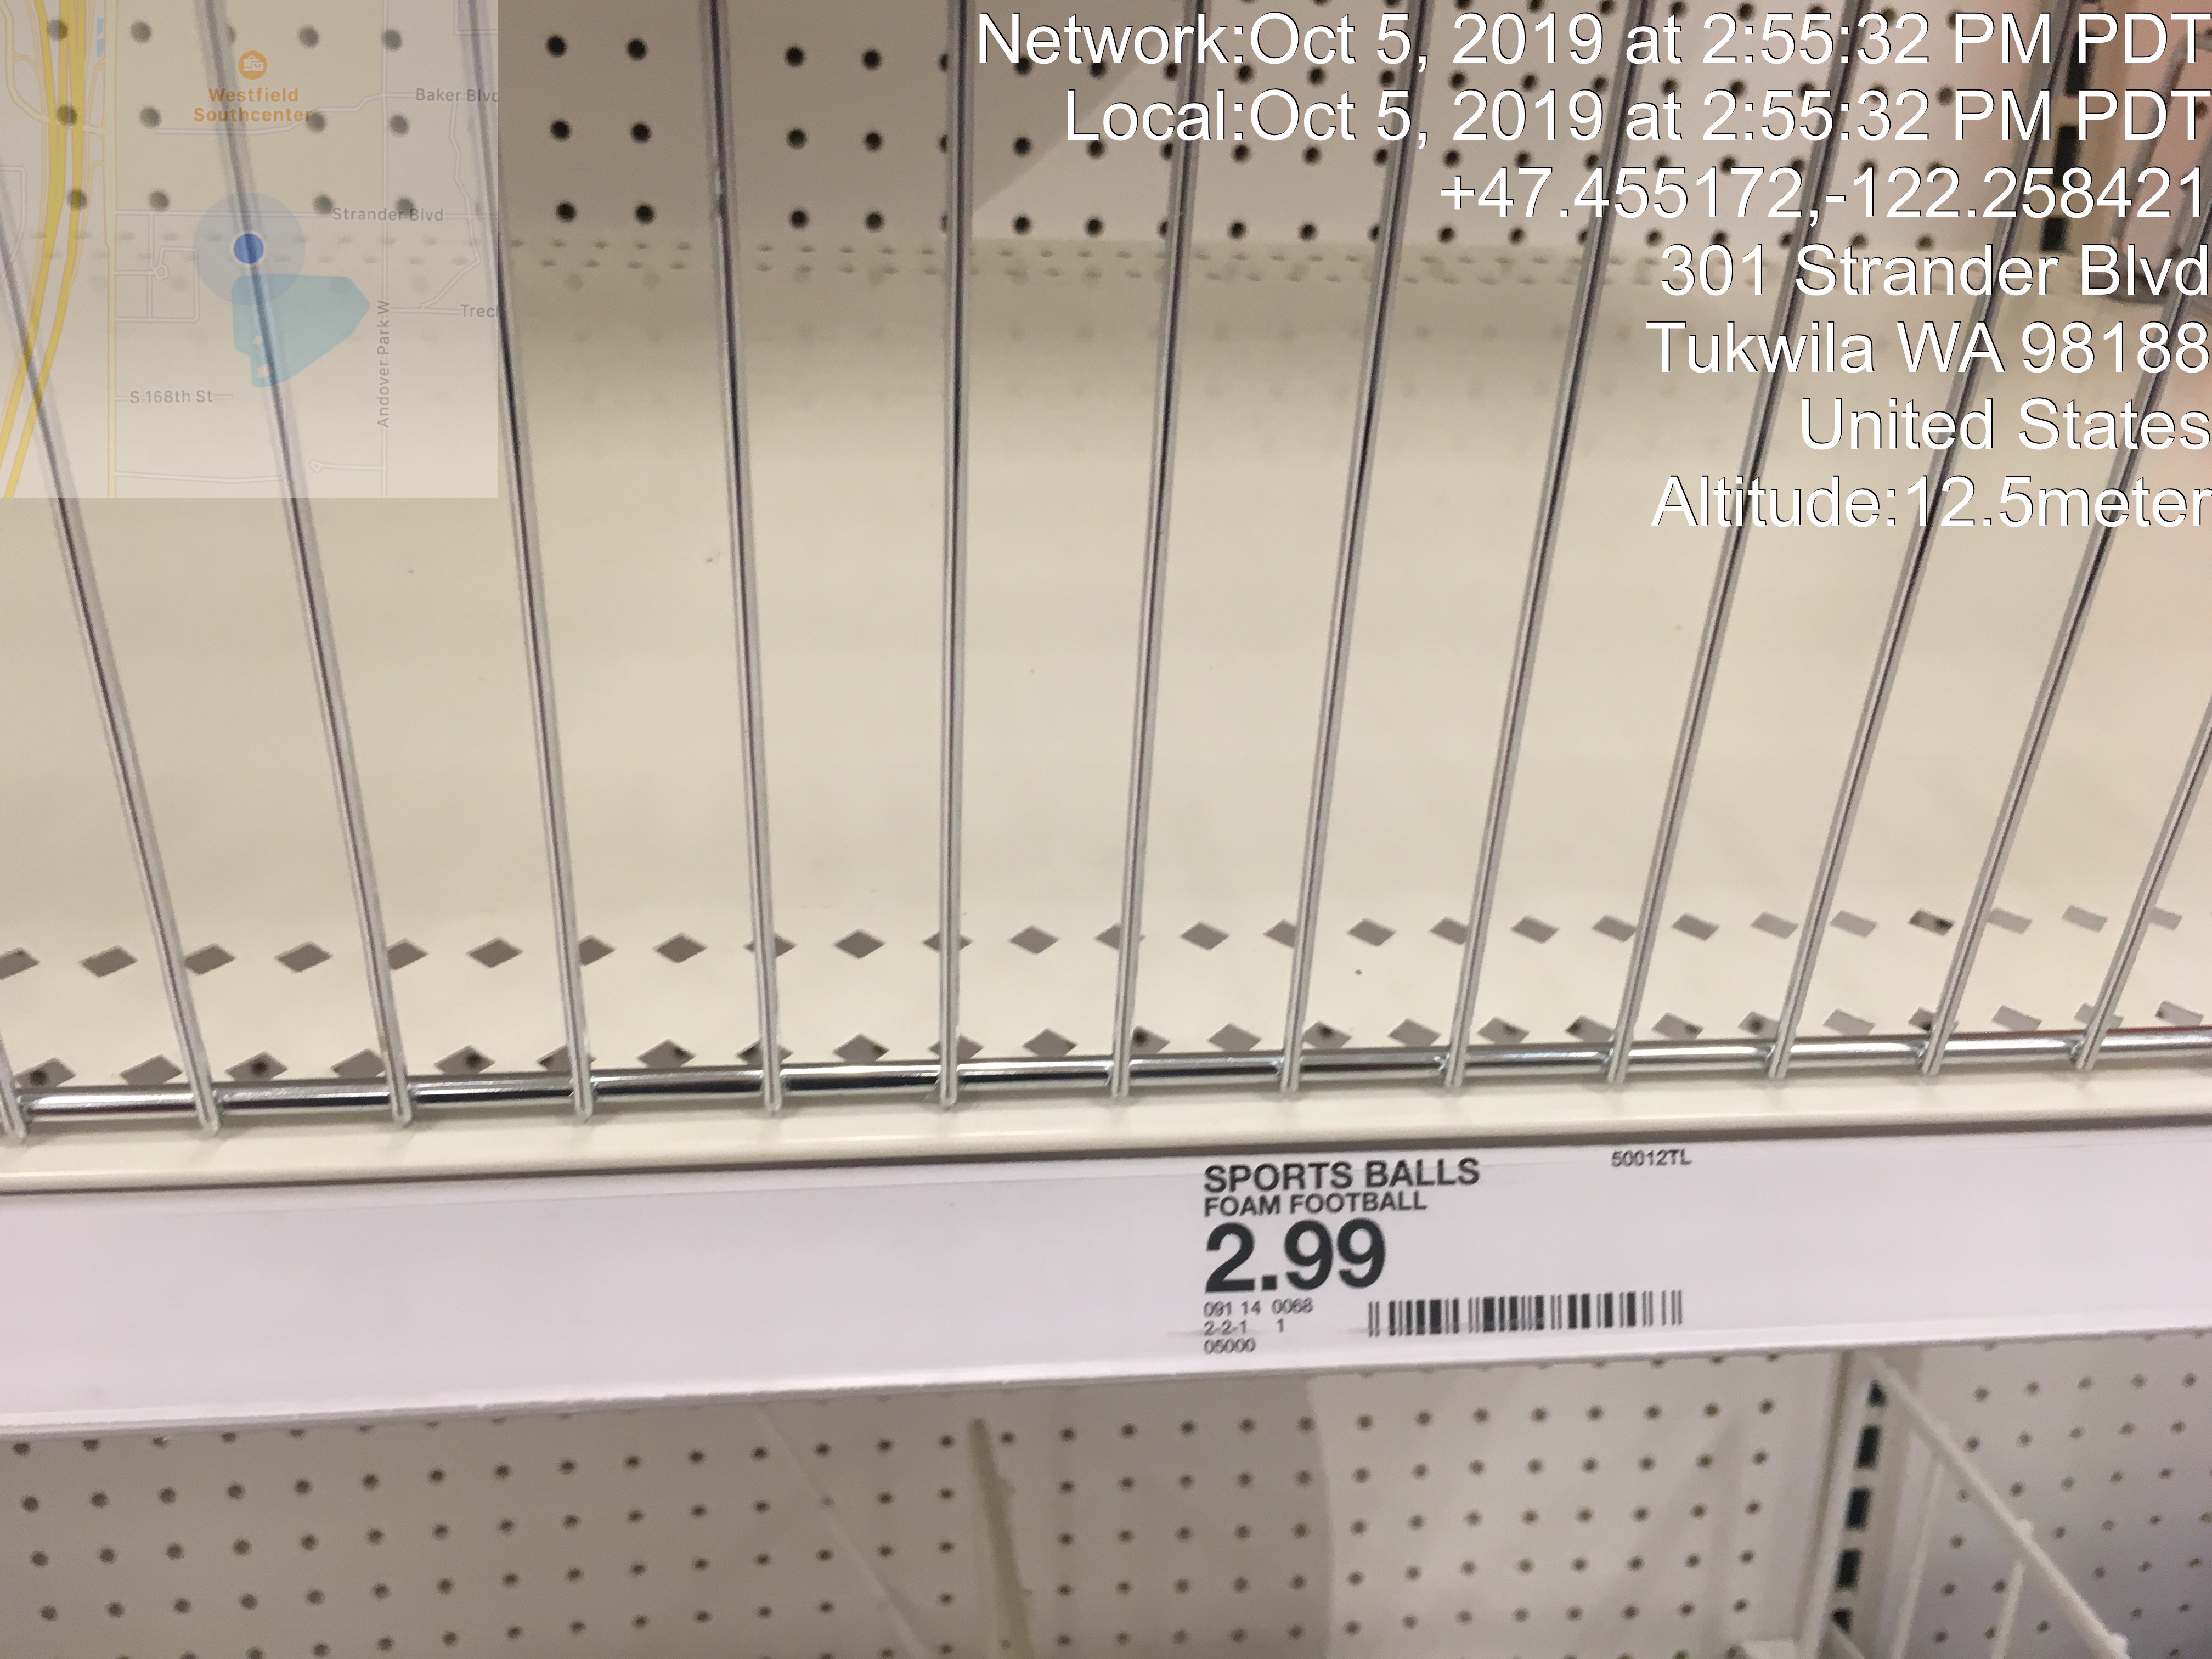 Network:Oct 5, 2019 at 2:55:32 PM PDT
Local:Oct 5, 2019 at 2:55:32 PM PDT
+47.455172,-122.258421
301 Strander Blvd
Tukwila WA 98188
United States
Altitude:12.5meter
Westfield
Southcenter
Baker Blvd
Strander Blvd
Andover Park W
S 168th St
SPORTS BALLS
50012TL
FOAM FOOTBALL
2.99
091 14 0068
2-2-1 1
05000